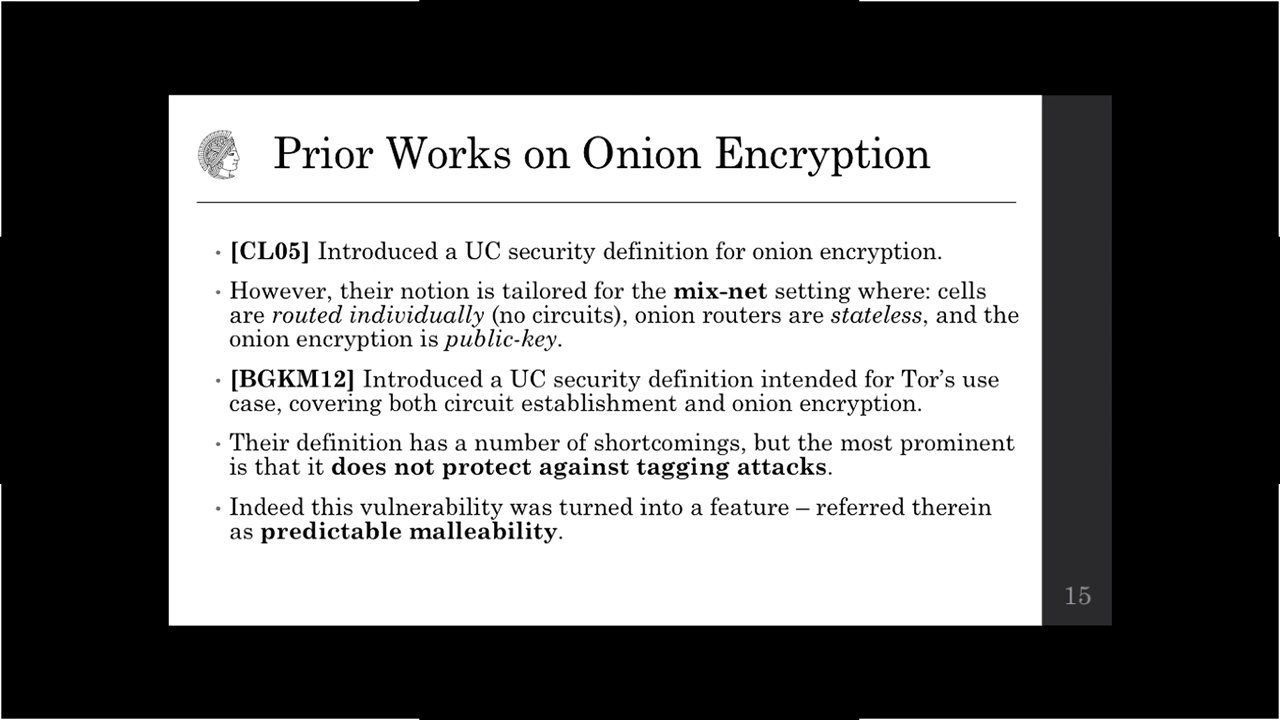 Prior Works on Onion Encryption
• [CL05] Introduced a UC security definition for onion encryption.
• However, their notion is tailored for the mix-net setting where: cells
are routed individually (no circuits), onion routers are stateless, and the
onion encryption is public-key.
• [BGKM12] Introduced a UC security definition intended for Tor’s use
case, covering both circuit establishment and onion encryption.
• Their definition has a number of shortcomings, but the most prominent
is that it does not protect against tagging attacks.
• Indeed this vulnerability was turned into a feature – referred therein
as predictable malleability.
15